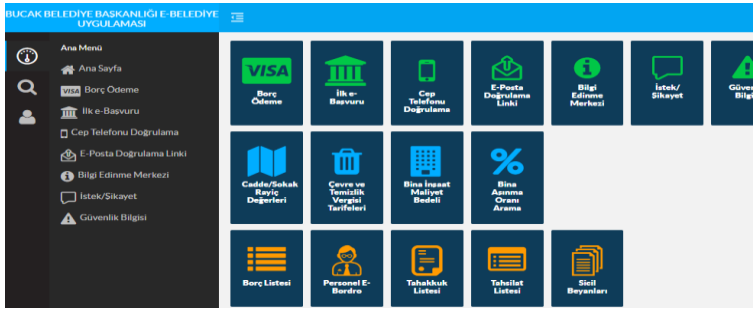 BUCAK BELEDİYE BAŞKANLIĞI E-BELEDİYE
UYGULAMASI
Ana Menü
Ana Sayfa
VISA Borç Ödeme
İlk e-Başvuru
Cep Telefonu Doğrulama
E-Posta Doğrulama Linki
Bilgi Edinme Merkezi
İstek/Şikayet
Güvenlik Bilgisi
VISA
Borç
Ödeme
İlk e-
Başvuru
Cep
Telefonu
Doğrulama
E-Posta
Doğrulama
Linki
Bilgi
Edinme
Merkezi
İstek/
Şikayet
Güven
Bilgi
Cadde/Sokak
Rayiç
Değerleri
Çevre ve
Temizlik
Vergisi
Tarifeleri
Bina İnşaat
Maliyet
Bedeli
%
Bina
Aşınma
Oranı
Arama
Borç Listesi
Personel E-
Bordro
Tahakkuk
Listesi
Tahsilat
Listesi
Sicil
Beyanları